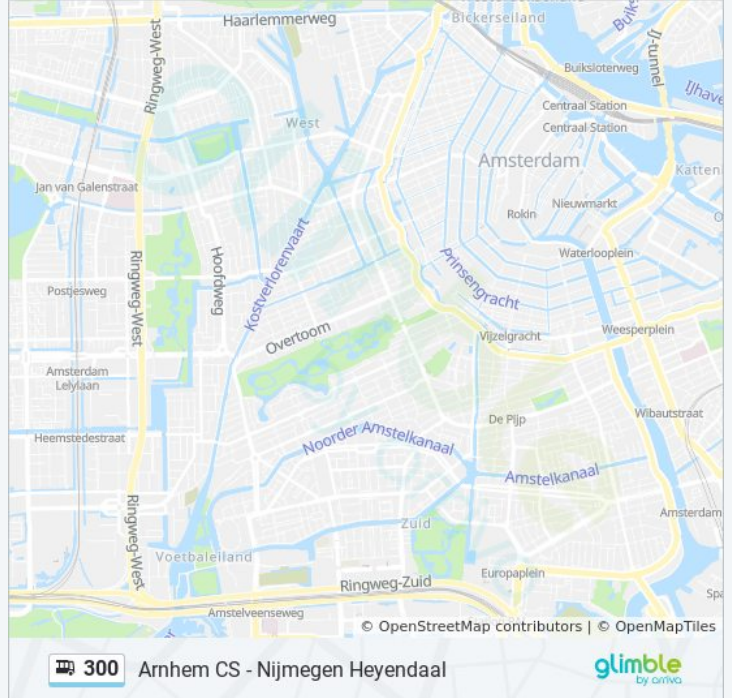 Haarlemmerweg
Bickerseiland
Buiksloterweg
IJ-tunnel
Ringweg-West
Centraal Station
Centraal Station
West
Amsterdam
Jan van Galenstraat
Nieuwmarkt
Rokin
Waterlooplein
Hoofdweg
Kostverlorenvaart
Prinsengracht
Ringweg-West
Postjesweg
Overtoom
Vijzelgracht
Weesperplein
Amsterdam
Lelylaan
De Pijp
Wibautstraat
Heemstedestraat
Noorder Amstelkanaal
Amstelkanaal
Ringweg-West
Zuid
Amsterdam
Voetbaleiland
Europaplein
Ringweg-Zuid
Amstelveenseweg
© OpenStreetMap contributors | © OpenMapTiles
300 Arnhem CS - Nijmegen Heyendaal
glimble
by arriva